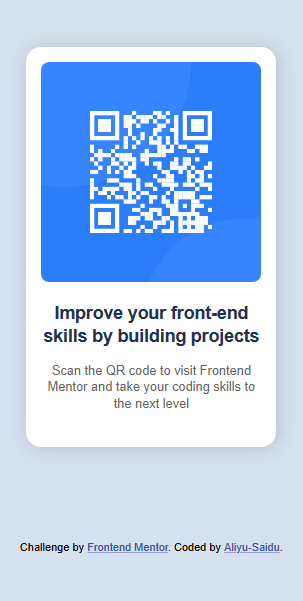 Improve your front-end
skills by building projects
Scan the QR code to visit Frontend
Mentor and take your coding skills to
the next level
Challenge by Frontend Mentor. Coded by Aliyu-Saidu.